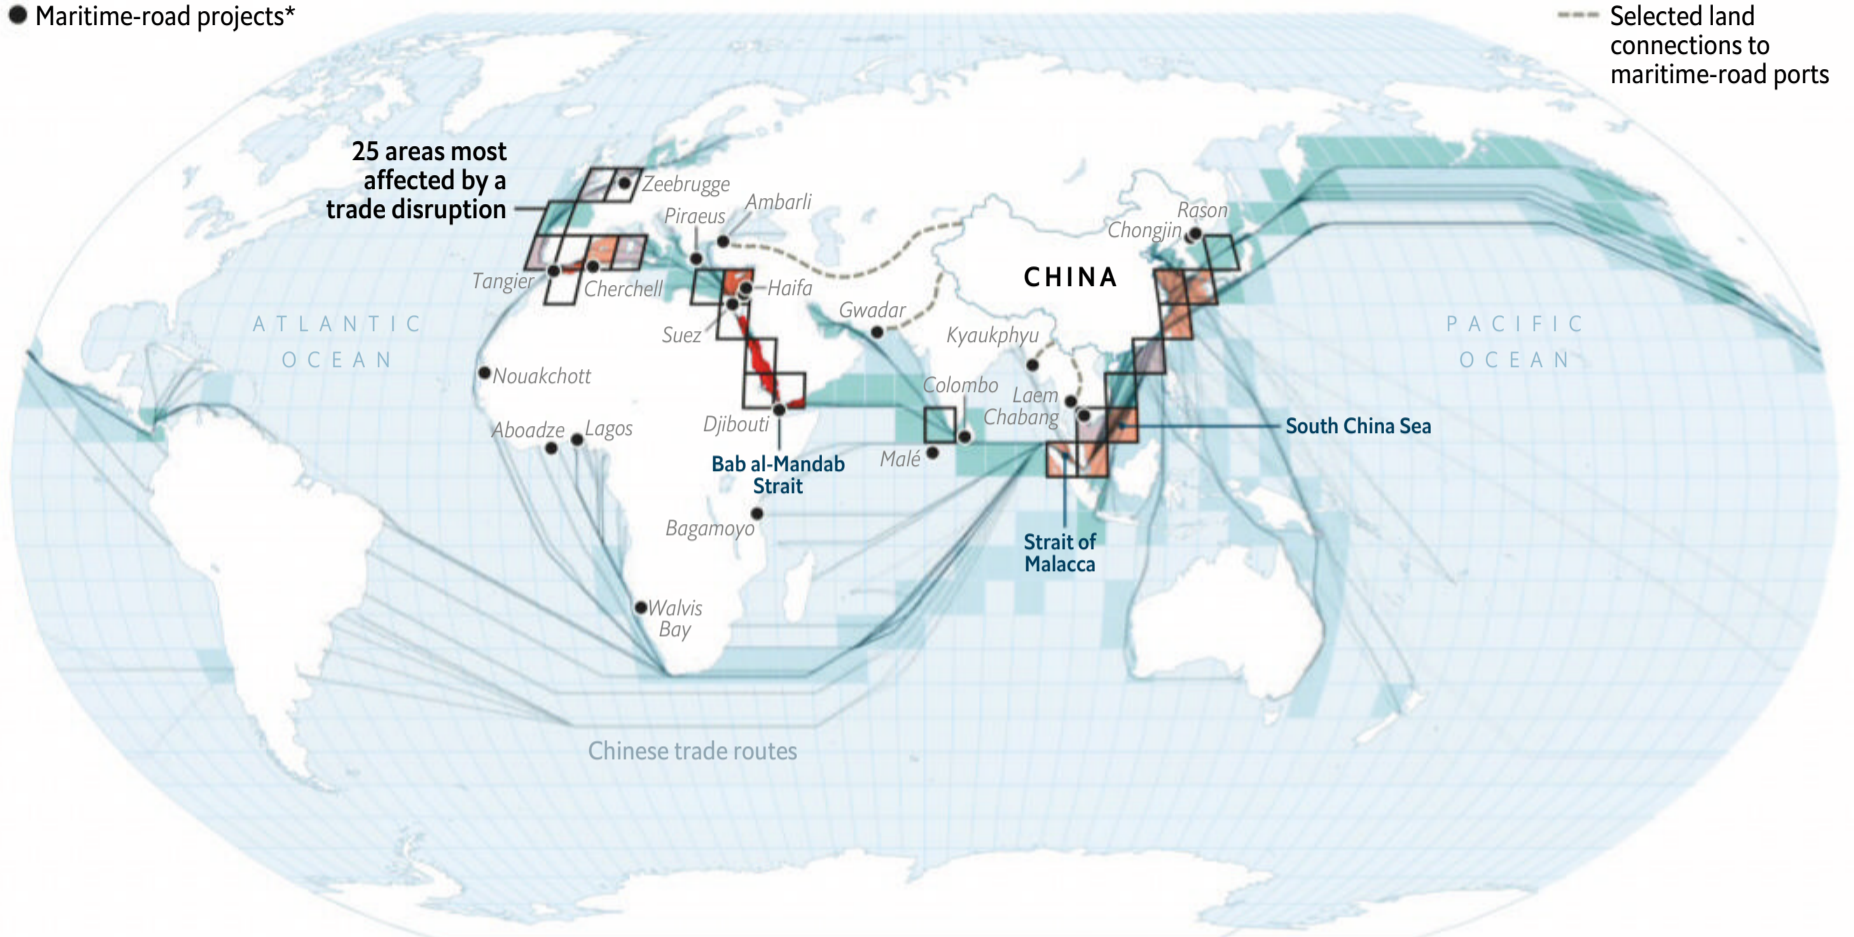 Maritime-road projects*
Selected land
connections to
maritime-road ports
25 areas most
affected by a
trade disruption
Zeebrugge
Ambarli
Piraeus
Rason
Chongjin
CHINA
Tangier
Cherchell
Haifa
Gwadar
Suez
Kyaukphyu
ATLANTIC
OCEAN
PACIFIC
OCEAN
Nouakchott
Colombo
Laem
Chabang
Djibouti
Aboadze
Lagos
South China Sea
Malé
Bab al-Mandab
Strait
Bagamoyo
Strait of
Malacca
Walvis
Bay
Chinese trade routes